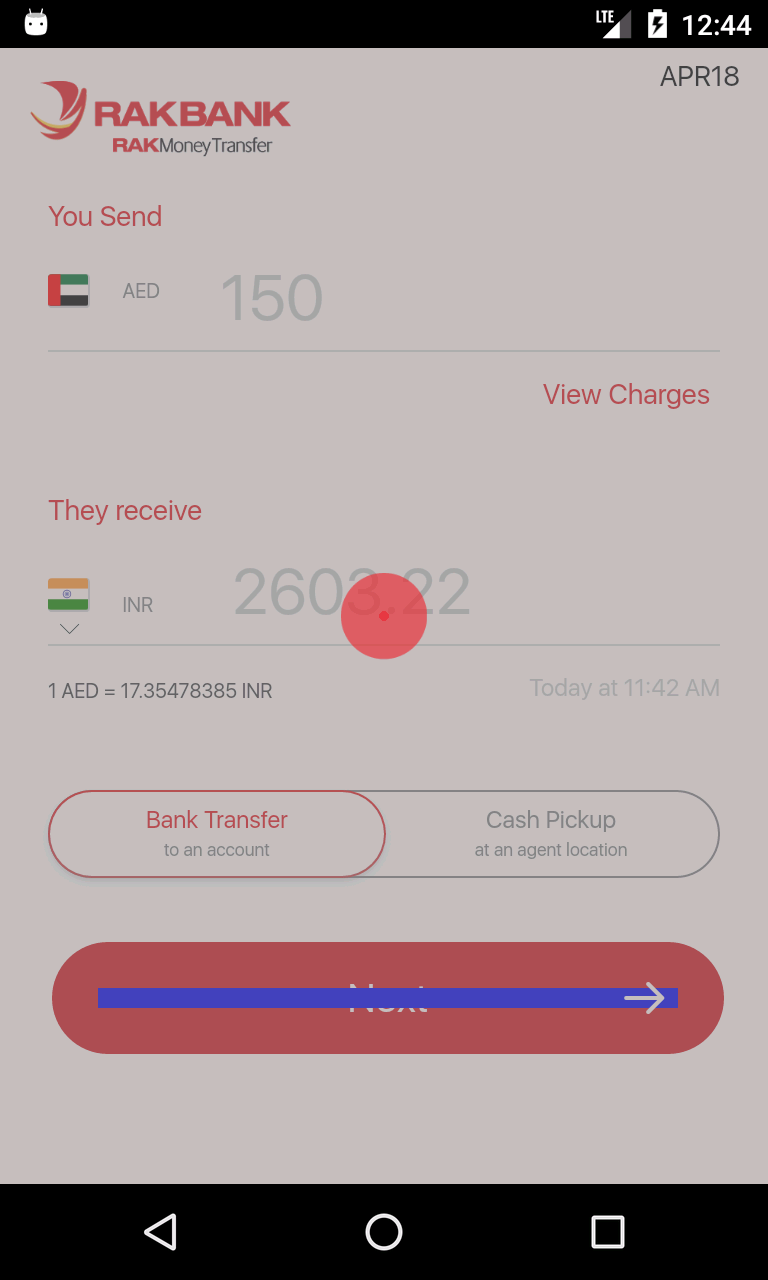 LTE 12:44
APR18
RAKBANK
RAKMoneyTransfer
You Send
AED 150
View Charges
They receive
INR 2603.22
1 AED = 17.35478385 INR
Today at 11:42 AM
Bank Transfer
to an account
Cash Pickup
at an agent location
Next